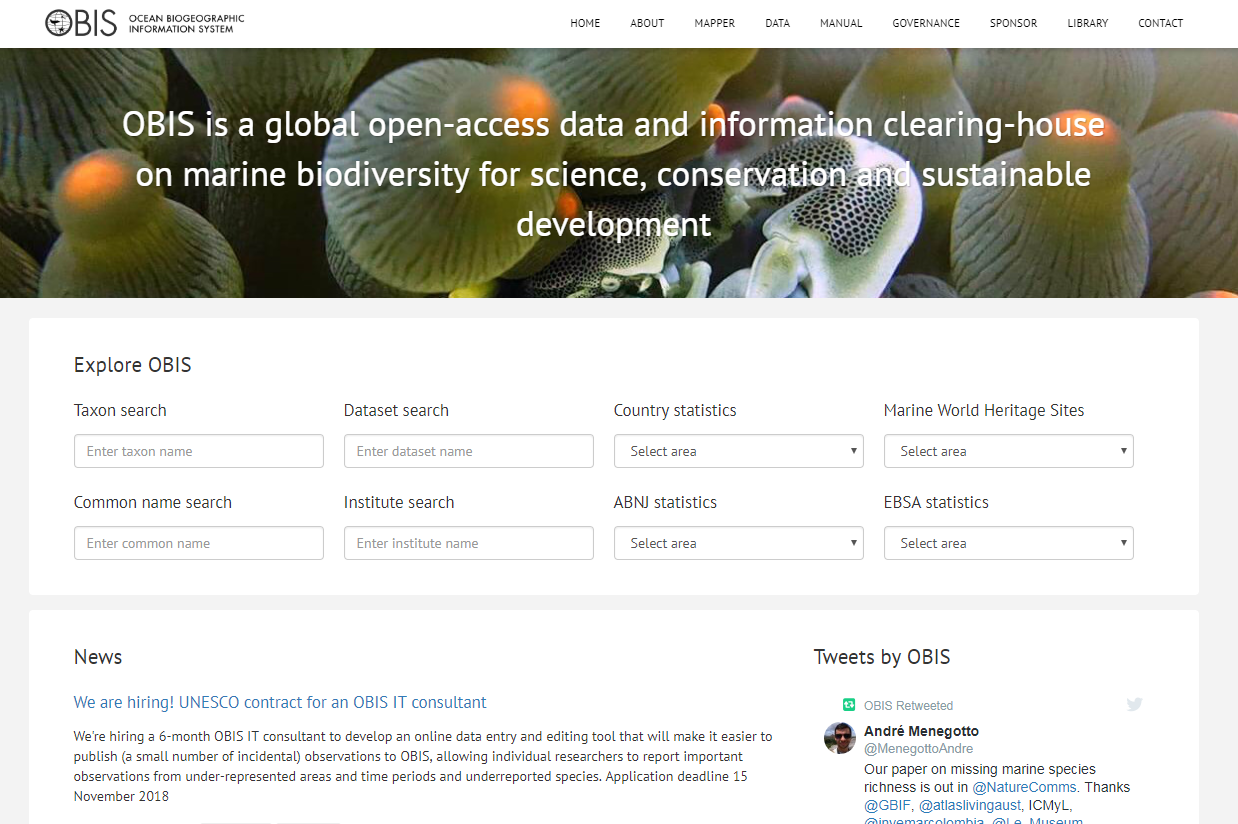 OBIS OCEAN BIOGEOGRAPHIC
INFORMATION SYSTEM
HOME ABOUT MAPPER DATA MANUAL GOVERNANCE SPONSOR LIBRARY CONTACT
OBIS is a global open-access data and information clearing-house
on marine biodiversity for science, conservation and sustainable
development
Explore OBIS
Taxon search Dataset search Country statistics Marine World Heritage Sites
Enter taxon name Enter dataset name Select area Select area
Common name search Institute search ABNJ statistics EBSA statistics
Enter common name Enter institute name Select area Select area
News
We are hiring! UNESCO contract for an OBIS IT consultant
We're hiring a 6-month OBIS IT consultant to develop an online data entry and editing tool that will make it easier to
publish (a small number of incidental) observations to OBIS, allowing individual researchers to report important
observations from under-represented areas and time periods and underreported species. Application deadline 15
November 2018
Tweets by OBIS
OBIS Retweeted
André Menegotto
@MenegottoAndre
Our paper on missing marine species
richness is out in @NatureComms. Thanks
@GBIF, @atlaslivingaust, ICMyL,
@invemarcolombia, @Le_Museum